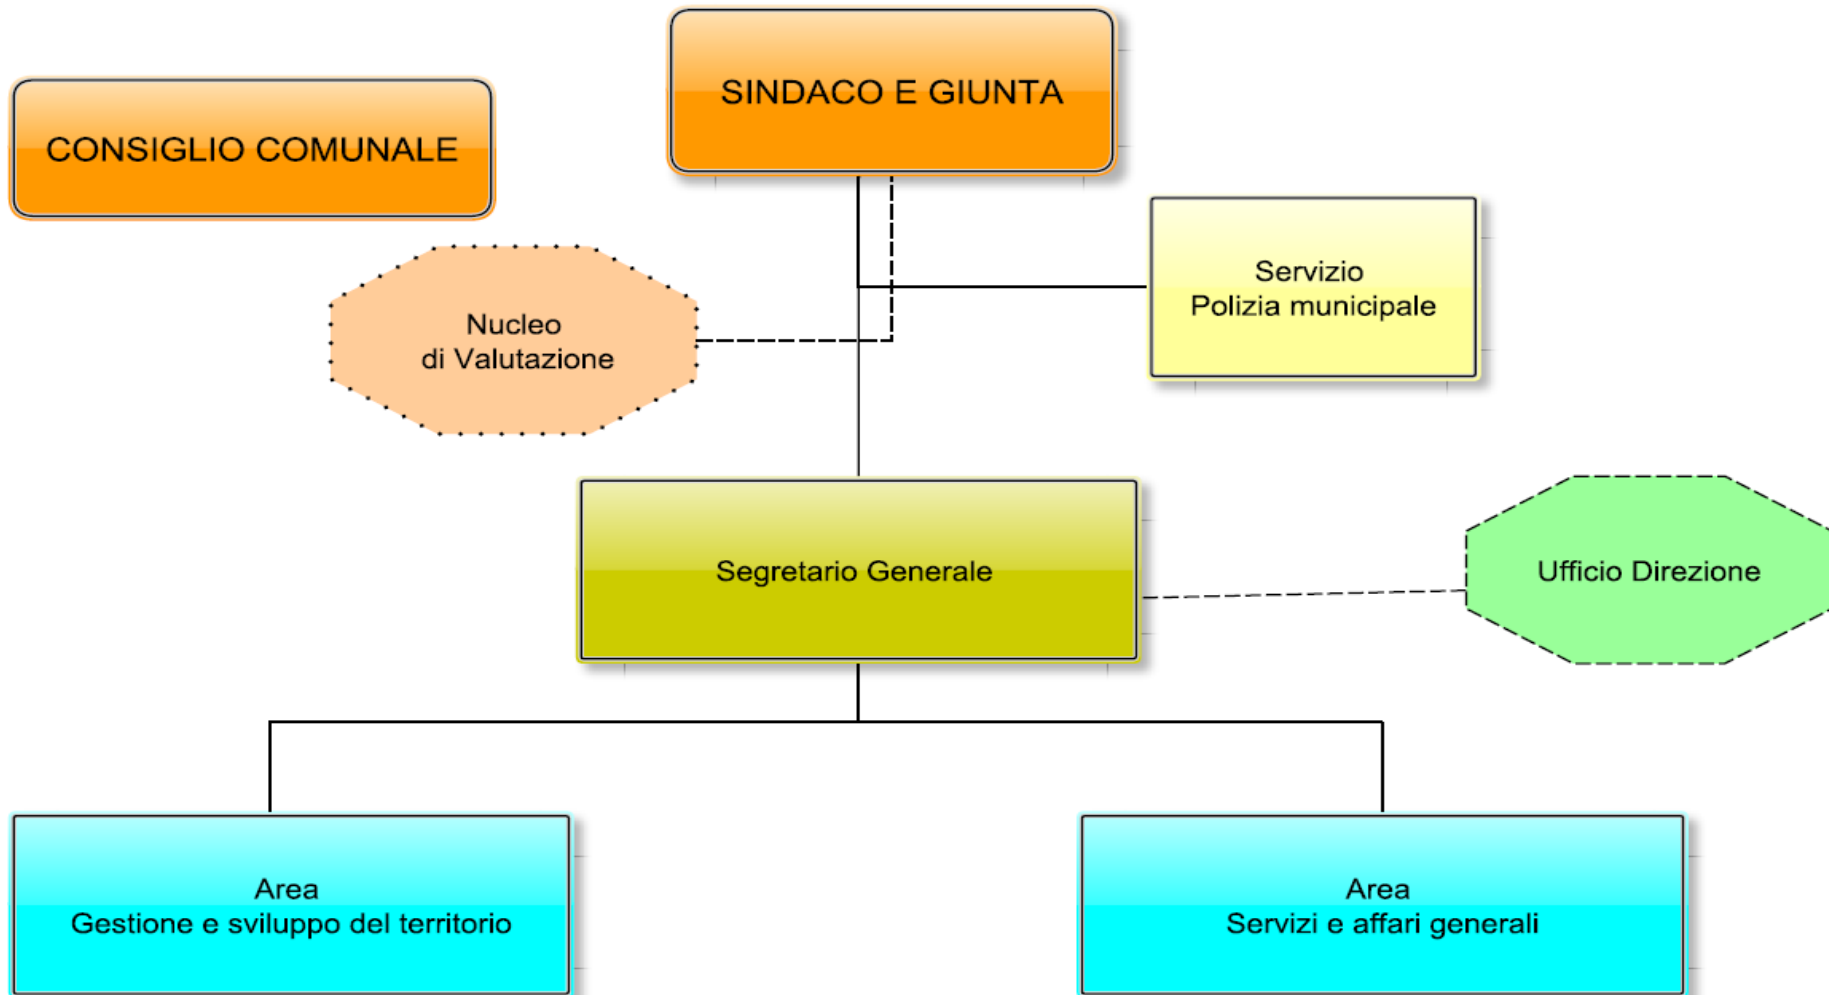 SINDACO E GIUNTA
CONSIGLIO COMUNALE
Servizio
Polizia municipale
Nucleo
di Valutazione
Segretario Generale
Ufficio Direzione
Area
Gestione e sviluppo del territorio
Area
Servizi e affari generali